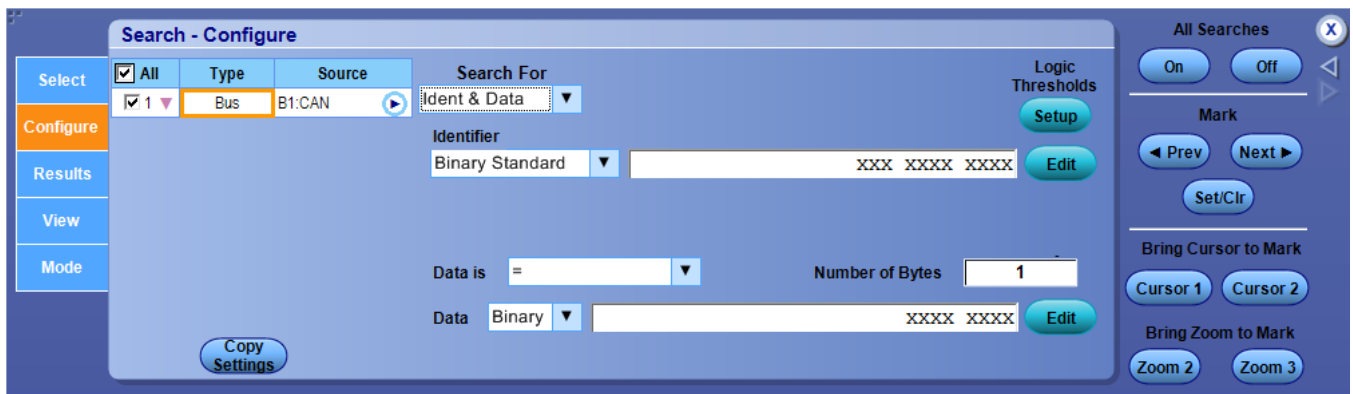 Search - Configure
All Searches
X
On Off
Select
Configure
Results
View
Mode
All Type Source
1 Bus B1:CAN
Search For
Ident & Data
Logic
Thresholds
Setup
Identifier
Binary Standard XXX XXXX XXXX Edit
Data is = Number of Bytes 1
Data Binary XXXX XXXX Edit
Copy
Settings
Mark
Prev Next
Set/Clr
Bring Cursor to Mark
Cursor 1 Cursor 2
Bring Zoom to Mark
Zoom 2 Zoom 3